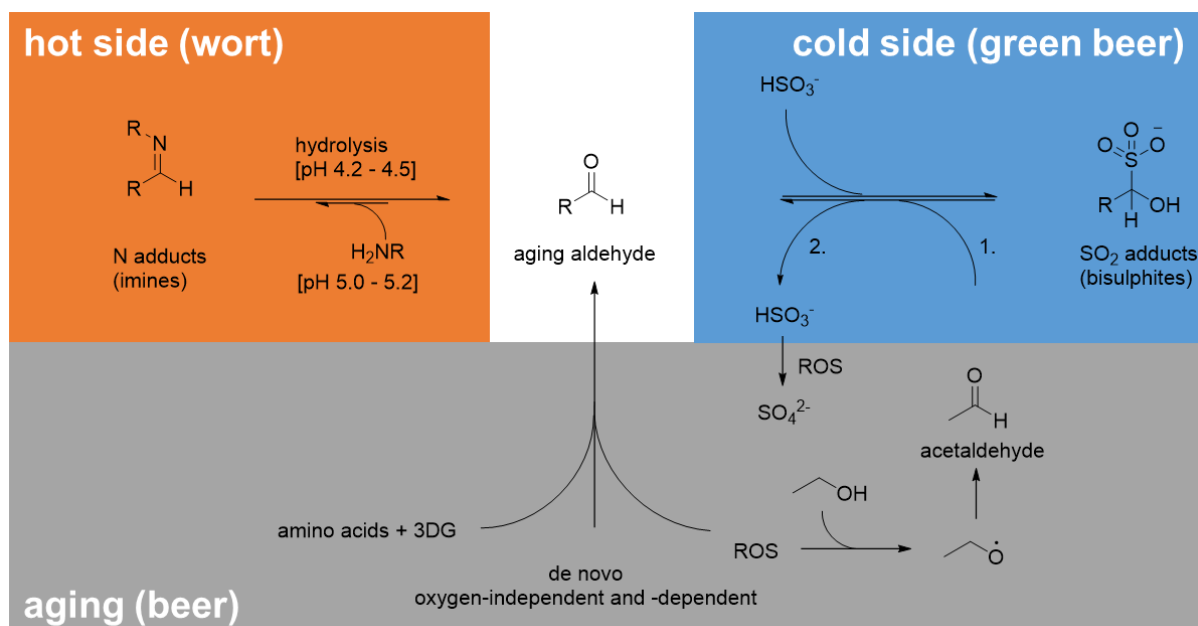 hot side (wort)
cold side (green beer)
HSO₃⁻
R
N
R
H
hydrolysis
[pH 4.2 - 4.5]
H₂NR
[pH 5.0 - 5.2]
N adducts
(imines)
O
R
H
aging aldehyde
2.
1.
O
O
S
O
−
R
OH
H
SO₂ adducts
(bisulphites)
HSO₃⁻
ROS
SO₄²⁻
O
H
acetaldehyde
OH
amino acids + 3DG
ROS
O
de novo
oxygen-independent and -dependent
aging (beer)